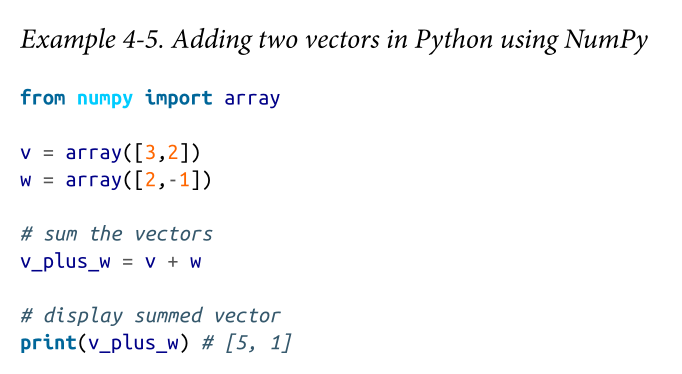 Example 4-5. Adding two vectors in Python using NumPy
from numpy import array
v = array([3,2])
w = array([2,-1])
# sum the vectors
v_plus_w = v + w
# display summed vector
print(v_plus_w) # [5, 1]